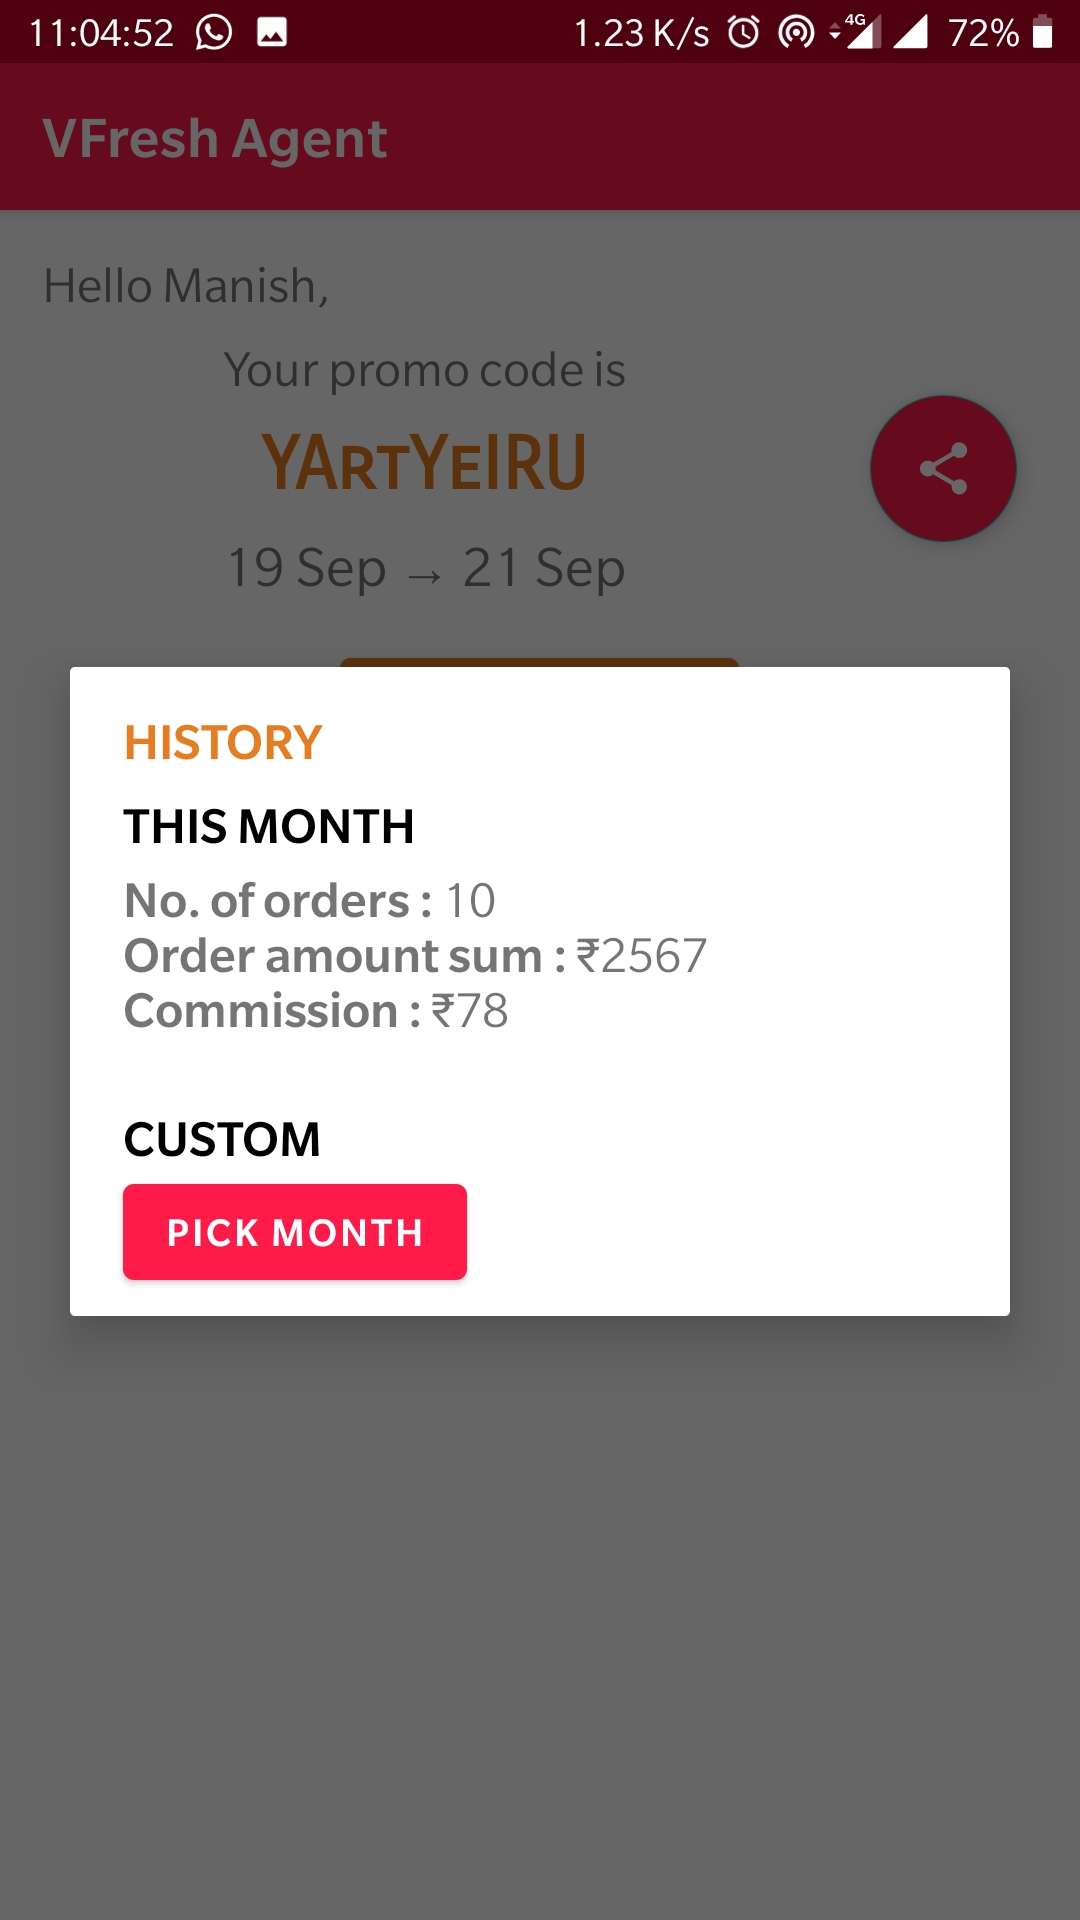 11:04:52 1.23 K/s 4G 72%
VFresh Agent
Hello Manish,
Your promo code is
YArtYeIRU
19 Sep → 21 Sep
HISTORY
THIS MONTH
No. of orders : 10
Order amount sum : ₹2567
Commission : ₹78
CUSTOM
PICK MONTH